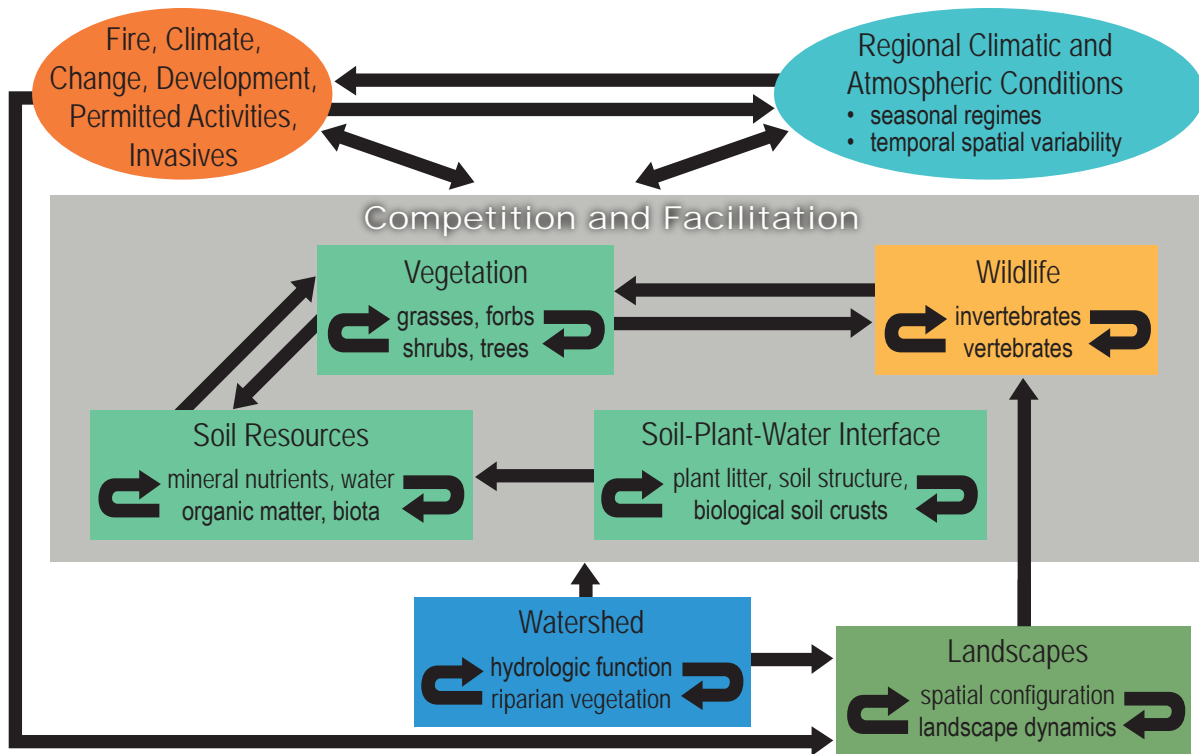 Fire, Climate,
Change, Development,
Permitted Activities,
Invasives
Regional Climatic and
Atmospheric Conditions
• seasonal regimes
• temporal spatial variability
Competition and Facilitation
Vegetation
grasses, forbs
shrubs, trees
Wildlife
invertebrates
vertebrates
Soil Resources
mineral nutrients, water
organic matter, biota
Soil-Plant-Water Interface
plant litter, soil structure,
biological soil crusts
Watershed
hydrologic function
riparian vegetation
Landscapes
spatial configuration
landscape dynamics